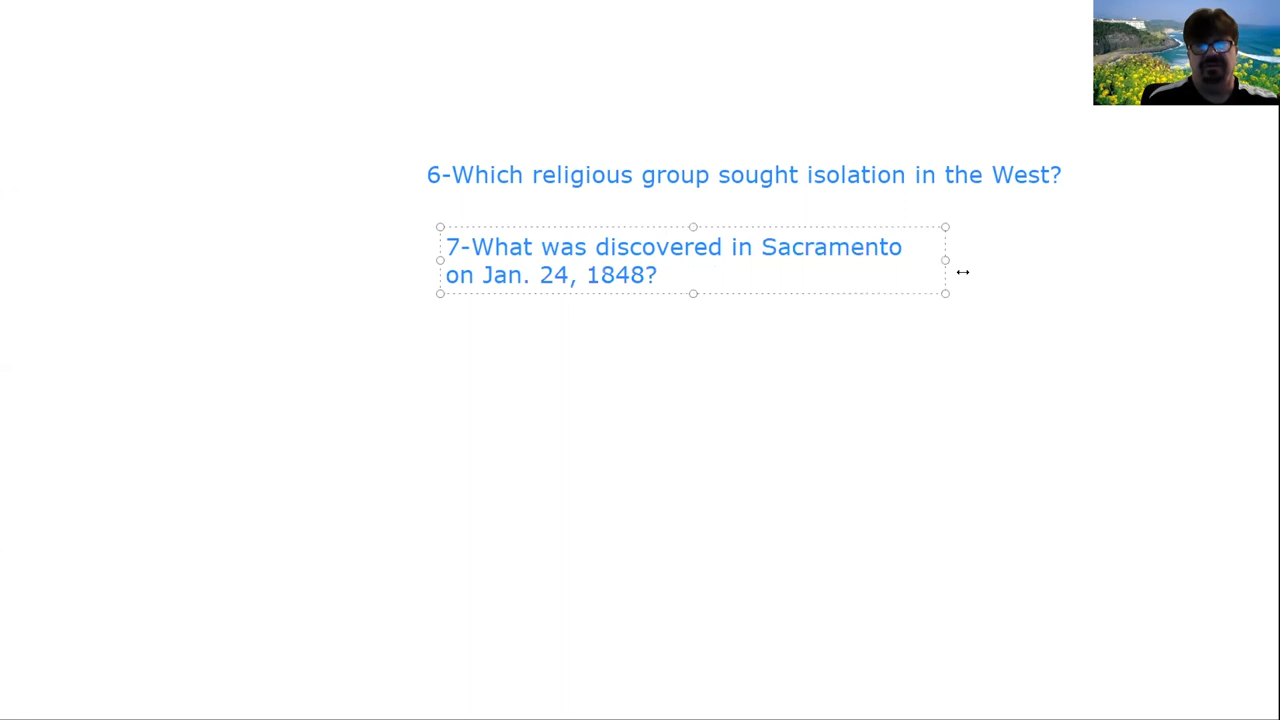 6-Which religious group sought isolation in the West?
7-What was discovered in Sacramento
on Jan. 24, 1848?